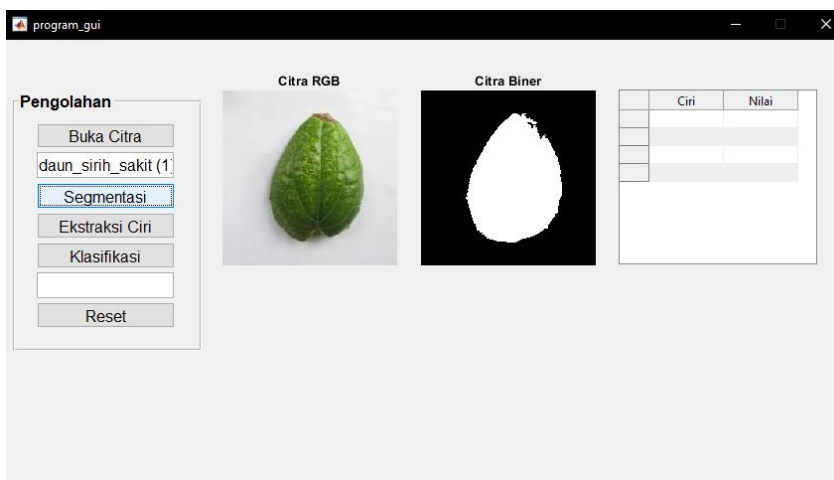 program_gui
Pengolahan
Buka Citra
daun_sirih_sakit (1)
Segmentasi
Ekstraksi Ciri
Klasifikasi
Reset
Citra RGB
Citra Biner
Ciri Nilai